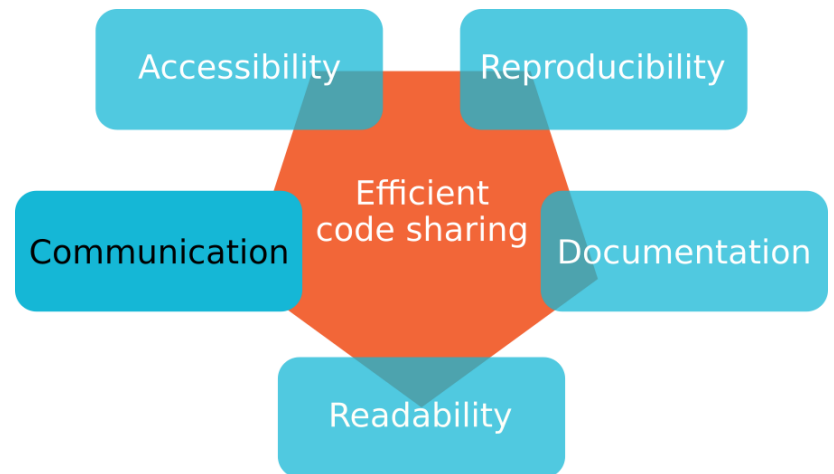 Accessibility
Reproducibility
Efficient
code sharing
Communication
Documentation
Readability